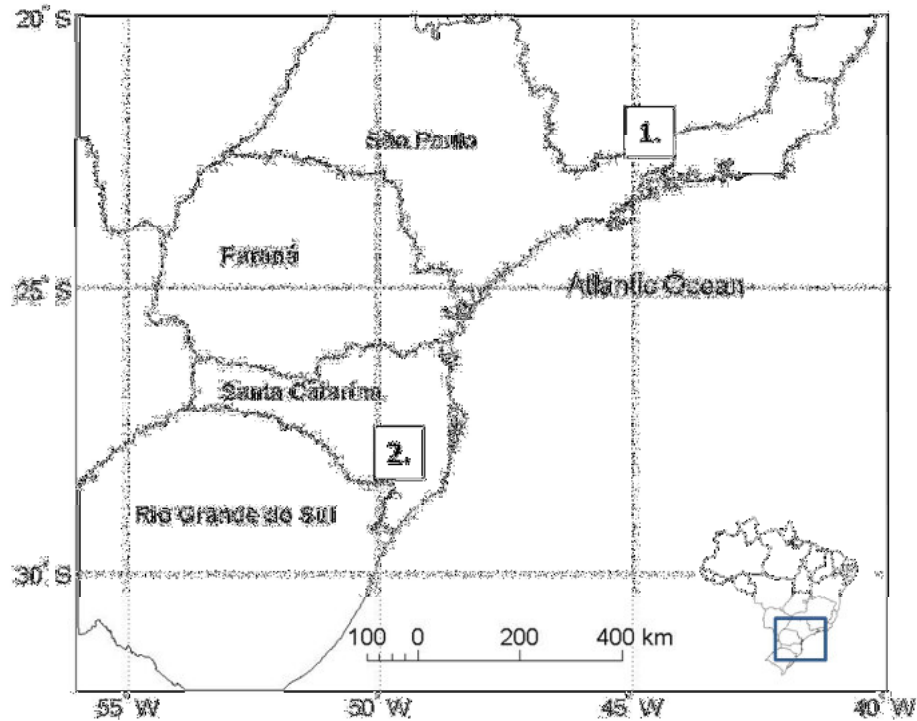 20° S
1.
São Paulo
Paraná
25° S
Atlantic Ocean
Santa Catarina
2.
Rio Grande do Sul
30° S
100 0 200 400 km
55° W 50° W 45° W 40° W